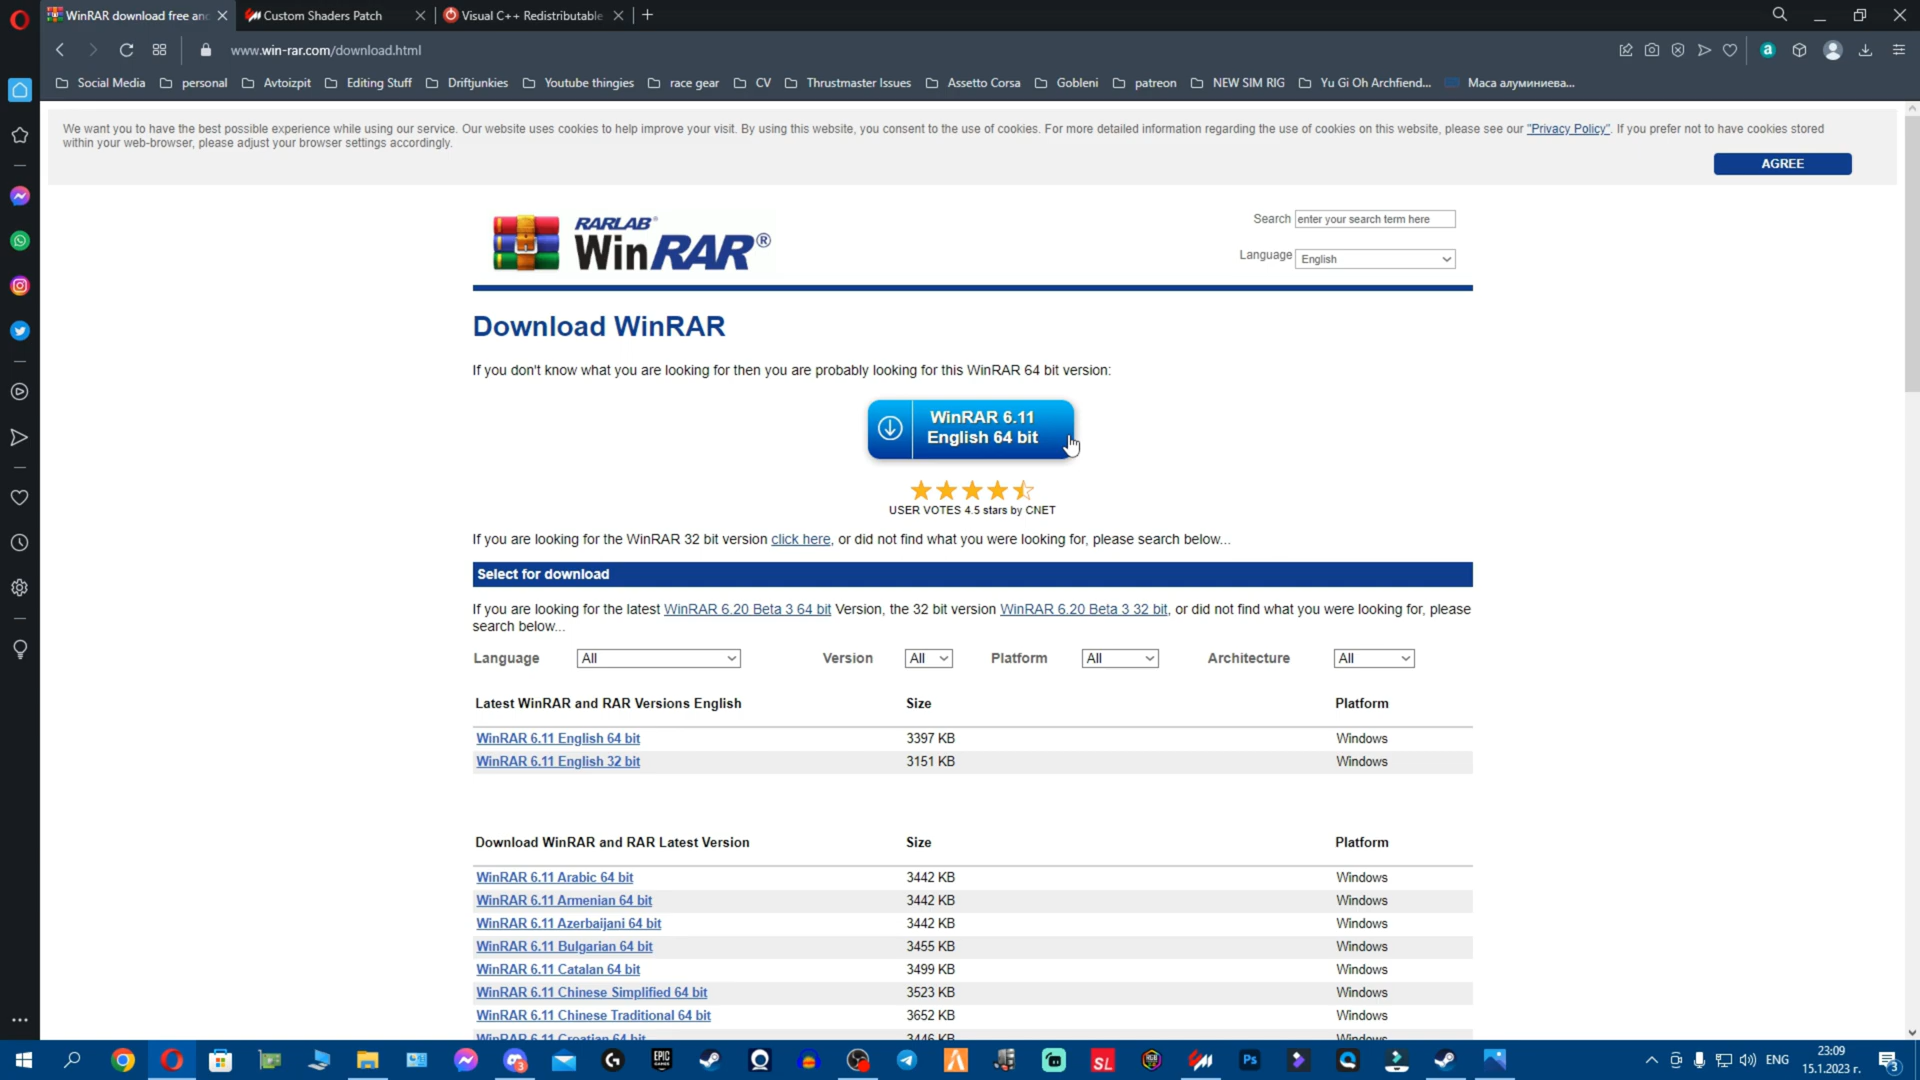 WinRAR download free and
Custom Shaders Patch
Visual C++ Redistributable
www.win-rar.com/download.html
Social Media
personal
Avtoizpit
Editing Stuff
Driftjunkies
Youtube thingies
race gear
CV
Thrustmaster Issues
Assetto Corsa
Gobleni
patreon
NEW SIM RIG
Yu Gi Oh Archfiend...
Маса алуминиева...
We want you to have the best possible experience while using our service. Our website uses cookies to help improve your visit. By using this website, you consent to the use of cookies. For more detailed information regarding the use of cookies on this website, please see our "Privacy Policy". If you prefer not to have cookies stored
within your web-browser, please adjust your browser settings accordingly.
AGREE
RARLAB®
WinRAR®
Search enter your search term here
Language English
Download WinRAR
If you don't know what you are looking for then you are probably looking for this WinRAR 64 bit version:
WinRAR 6.11
English 64 bit
USER VOTES 4.5 stars by CNET
If you are looking for the WinRAR 32 bit version click here, or did not find what you were looking for, please search below...
Select for download
If you are looking for the latest WinRAR 6.20 Beta 3 64 bit Version, the 32 bit version WinRAR 6.20 Beta 3 32 bit, or did not find what you were looking for, please
search below...
Language All Version All Platform All Architecture All
Latest WinRAR and RAR Versions English Size Platform
WinRAR 6.11 English 64 bit 3397 KB Windows
WinRAR 6.11 English 32 bit 3151 KB Windows
Download WinRAR and RAR Latest Version Size Platform
WinRAR 6.11 Arabic 64 bit 3442 KB Windows
WinRAR 6.11 Armenian 64 bit 3442 KB Windows
WinRAR 6.11 Azerbaijani 64 bit 3442 KB Windows
WinRAR 6.11 Bulgarian 64 bit 3455 KB Windows
WinRAR 6.11 Catalan 64 bit 3499 KB Windows
WinRAR 6.11 Chinese Simplified 64 bit 3523 KB Windows
WinRAR 6.11 Chinese Traditional 64 bit 3652 KB Windows
WinRAR 6.11 Croatian 64 bit 3446 KB Windows
EPIC
GAMES
SL
Ps
ENG
23:09
15.1.2023 г.
3